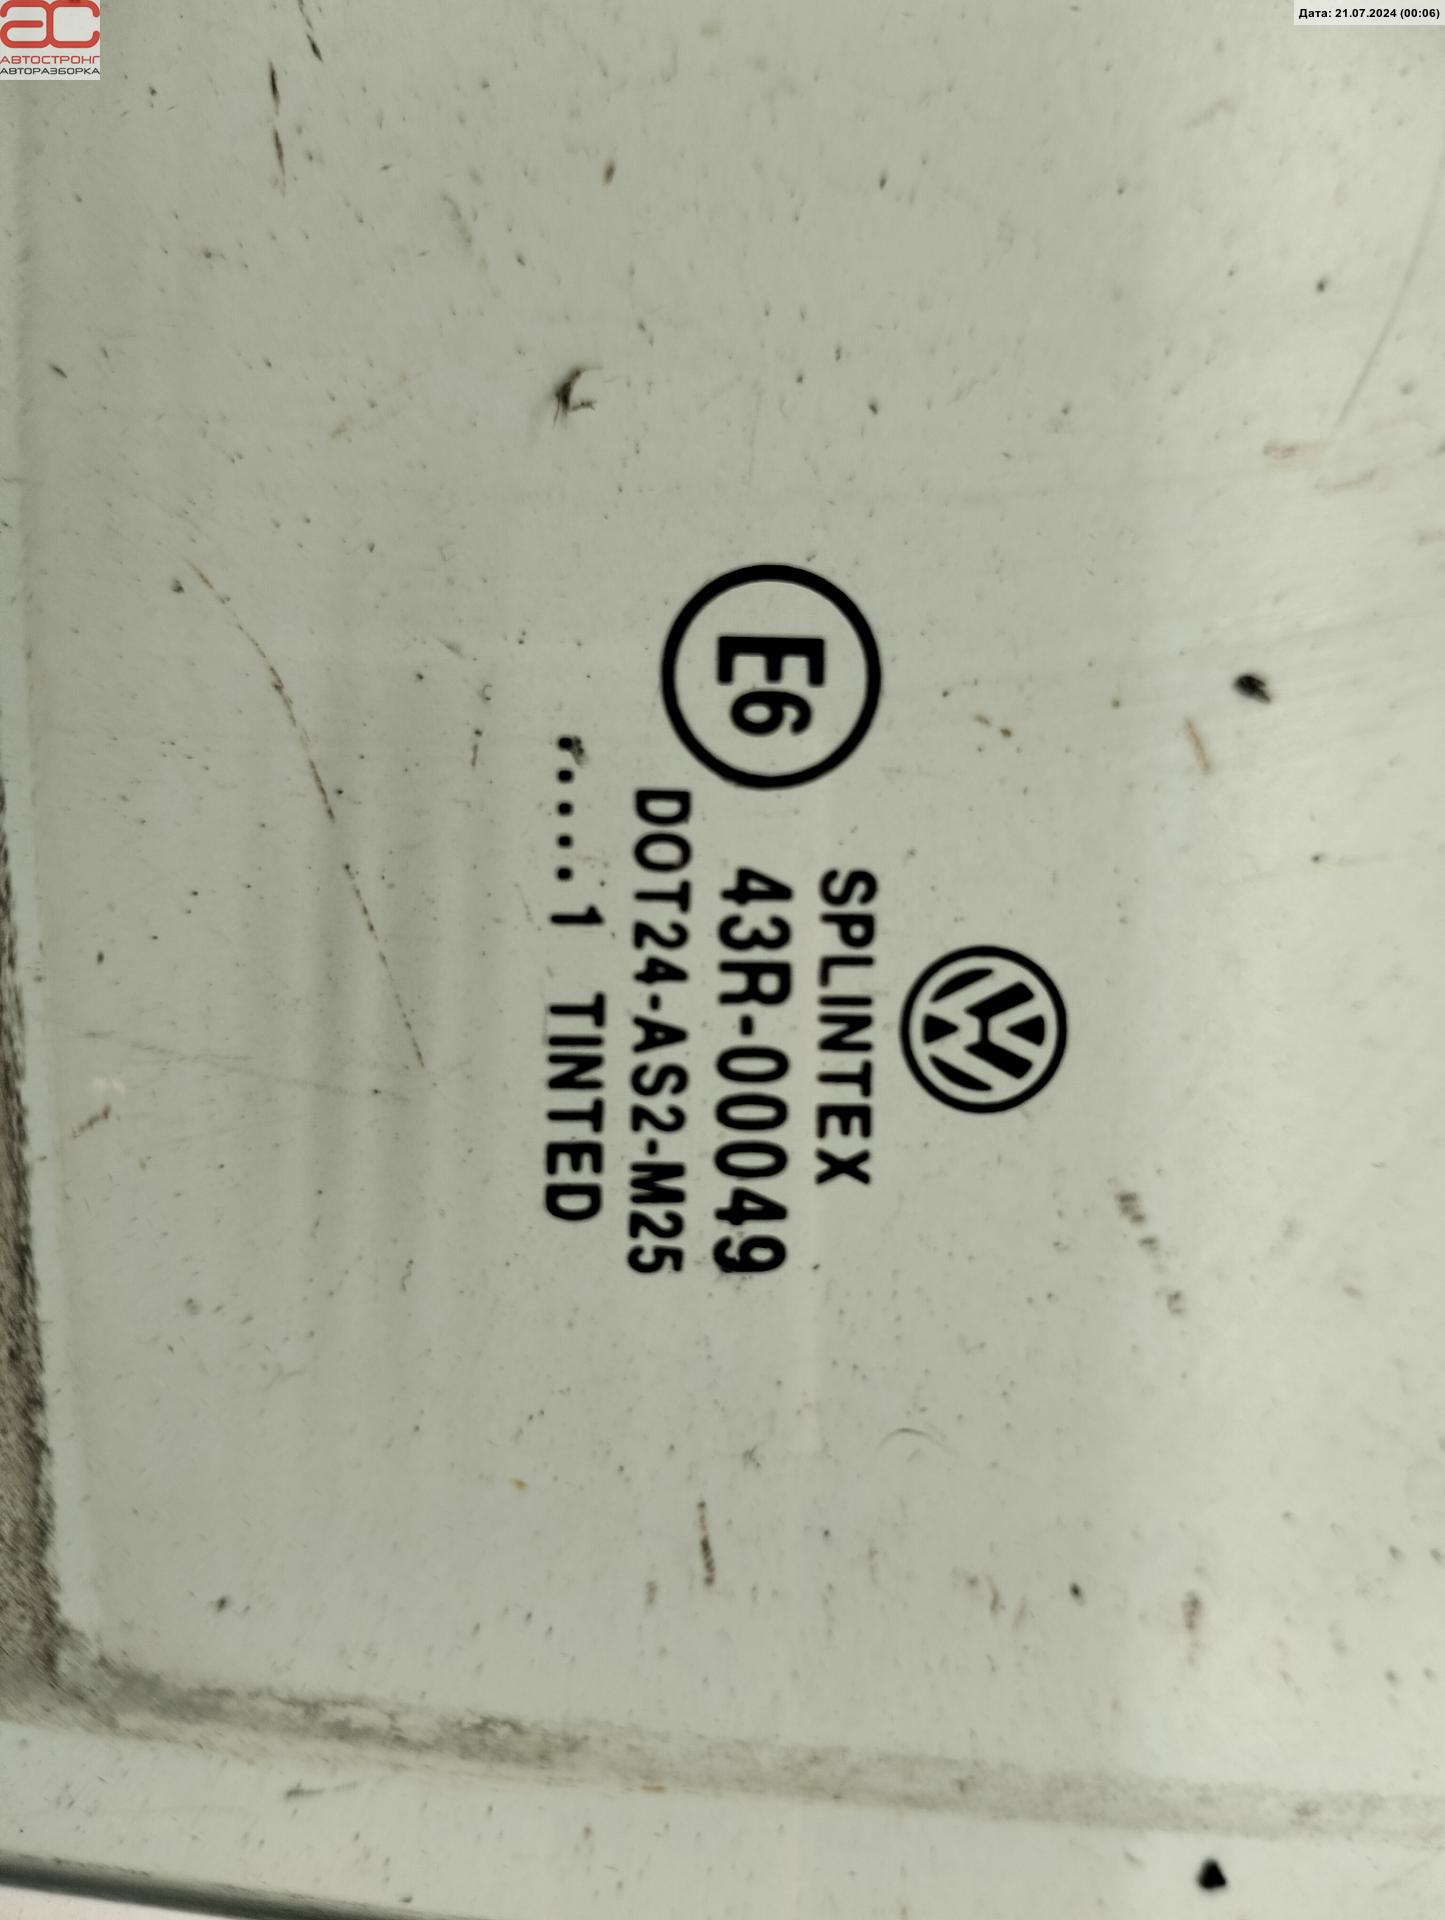 АВТОСТРОНГ
АВТОРАЗБОРКА
Дата: 21.07.2024 (00:06)
SPLINTEX
E6
43R-00049
DOT24-AS2-M25
.....1 TINTED